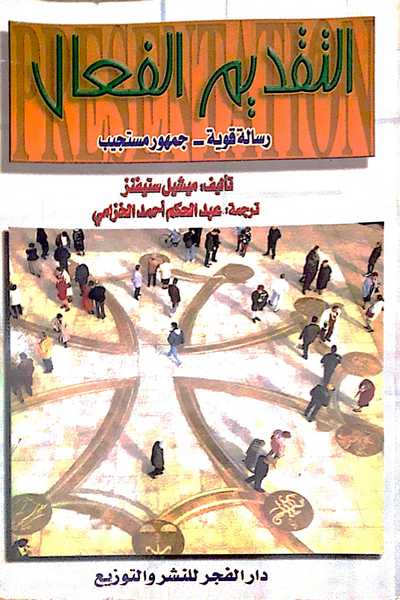 PRESENTATION
التقديم الفعال
رسالة قوية - جمهور مستجيب
تأليف: ميشيل ستيفنز
ترجمة: عبد الحكم أحمد الخزامي
دار الفجر للنشر والتوزيع